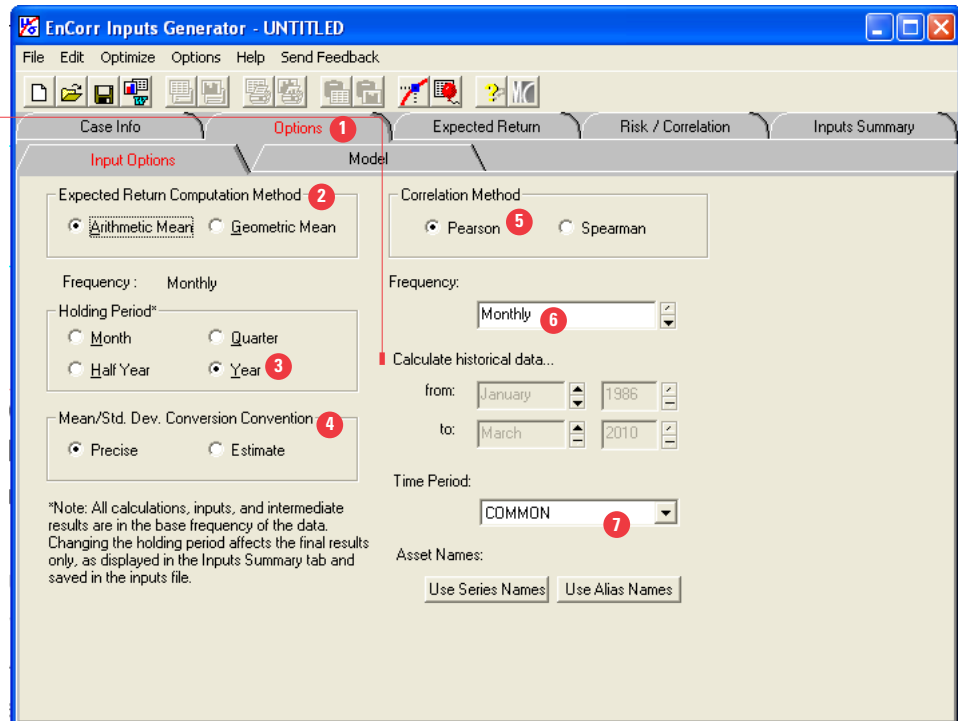 EnCorr Inputs Generator - UNTITLED
File Edit Optimize Options Help Send Feedback
Case Info Options 1 Expected Return Risk / Correlation Inputs Summary
Input Options Model
Expected Return Computation Method 2
Arithmetic Mean Geometric Mean
Frequency : Monthly
Holding Period*
Month Quarter
Half Year Year 3
Mean/Std. Dev. Conversion Convention 4
Precise Estimate
*Note: All calculations, inputs, and intermediate
results are in the base frequency of the data.
Changing the holding period affects the final results
only, as displayed in the Inputs Summary tab and
saved in the inputs file.
Correlation Method
Pearson 5 Spearman
Frequency:
Monthly 6
Calculate historical data...
from: January 1986
to: March 2010
Time Period:
COMMON 7
Asset Names:
Use Series Names Use Alias Names